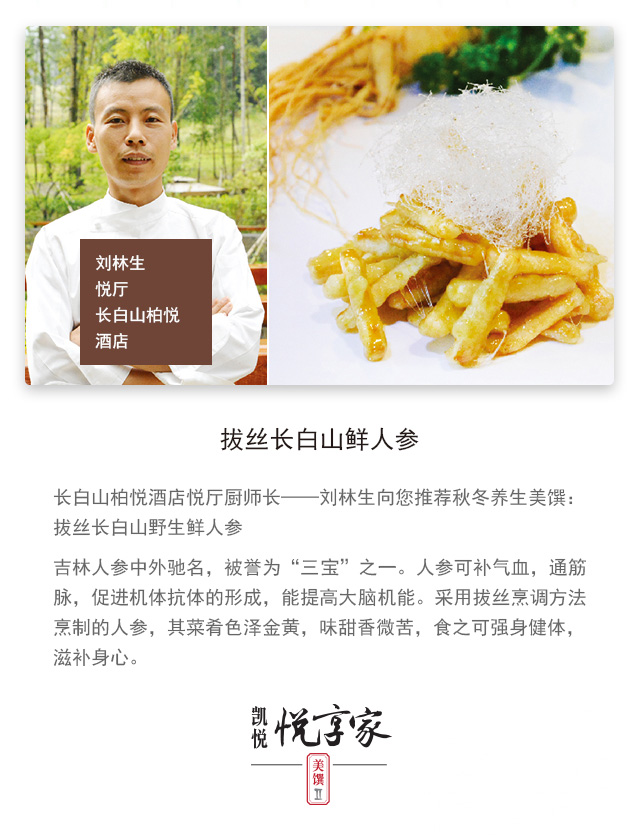 刘林生
悦厅
长白山柏悦
酒店
拔丝长白山鲜人参
长白山柏悦酒店悦厅厨师长——刘林生向您推荐秋冬养生美馔：
拔丝长白山野生鲜人参
吉林人参中外驰名，被誉为“三宝”之一。人参可补气血，通筋
脉，促进机体抗体的形成，能提高大脑机能。采用拔丝烹调方法
烹制的人参，其菜肴色泽金黄，味甜香微苦，食之可强身健体，
滋补身心。
凯悦 悦享家
美馔